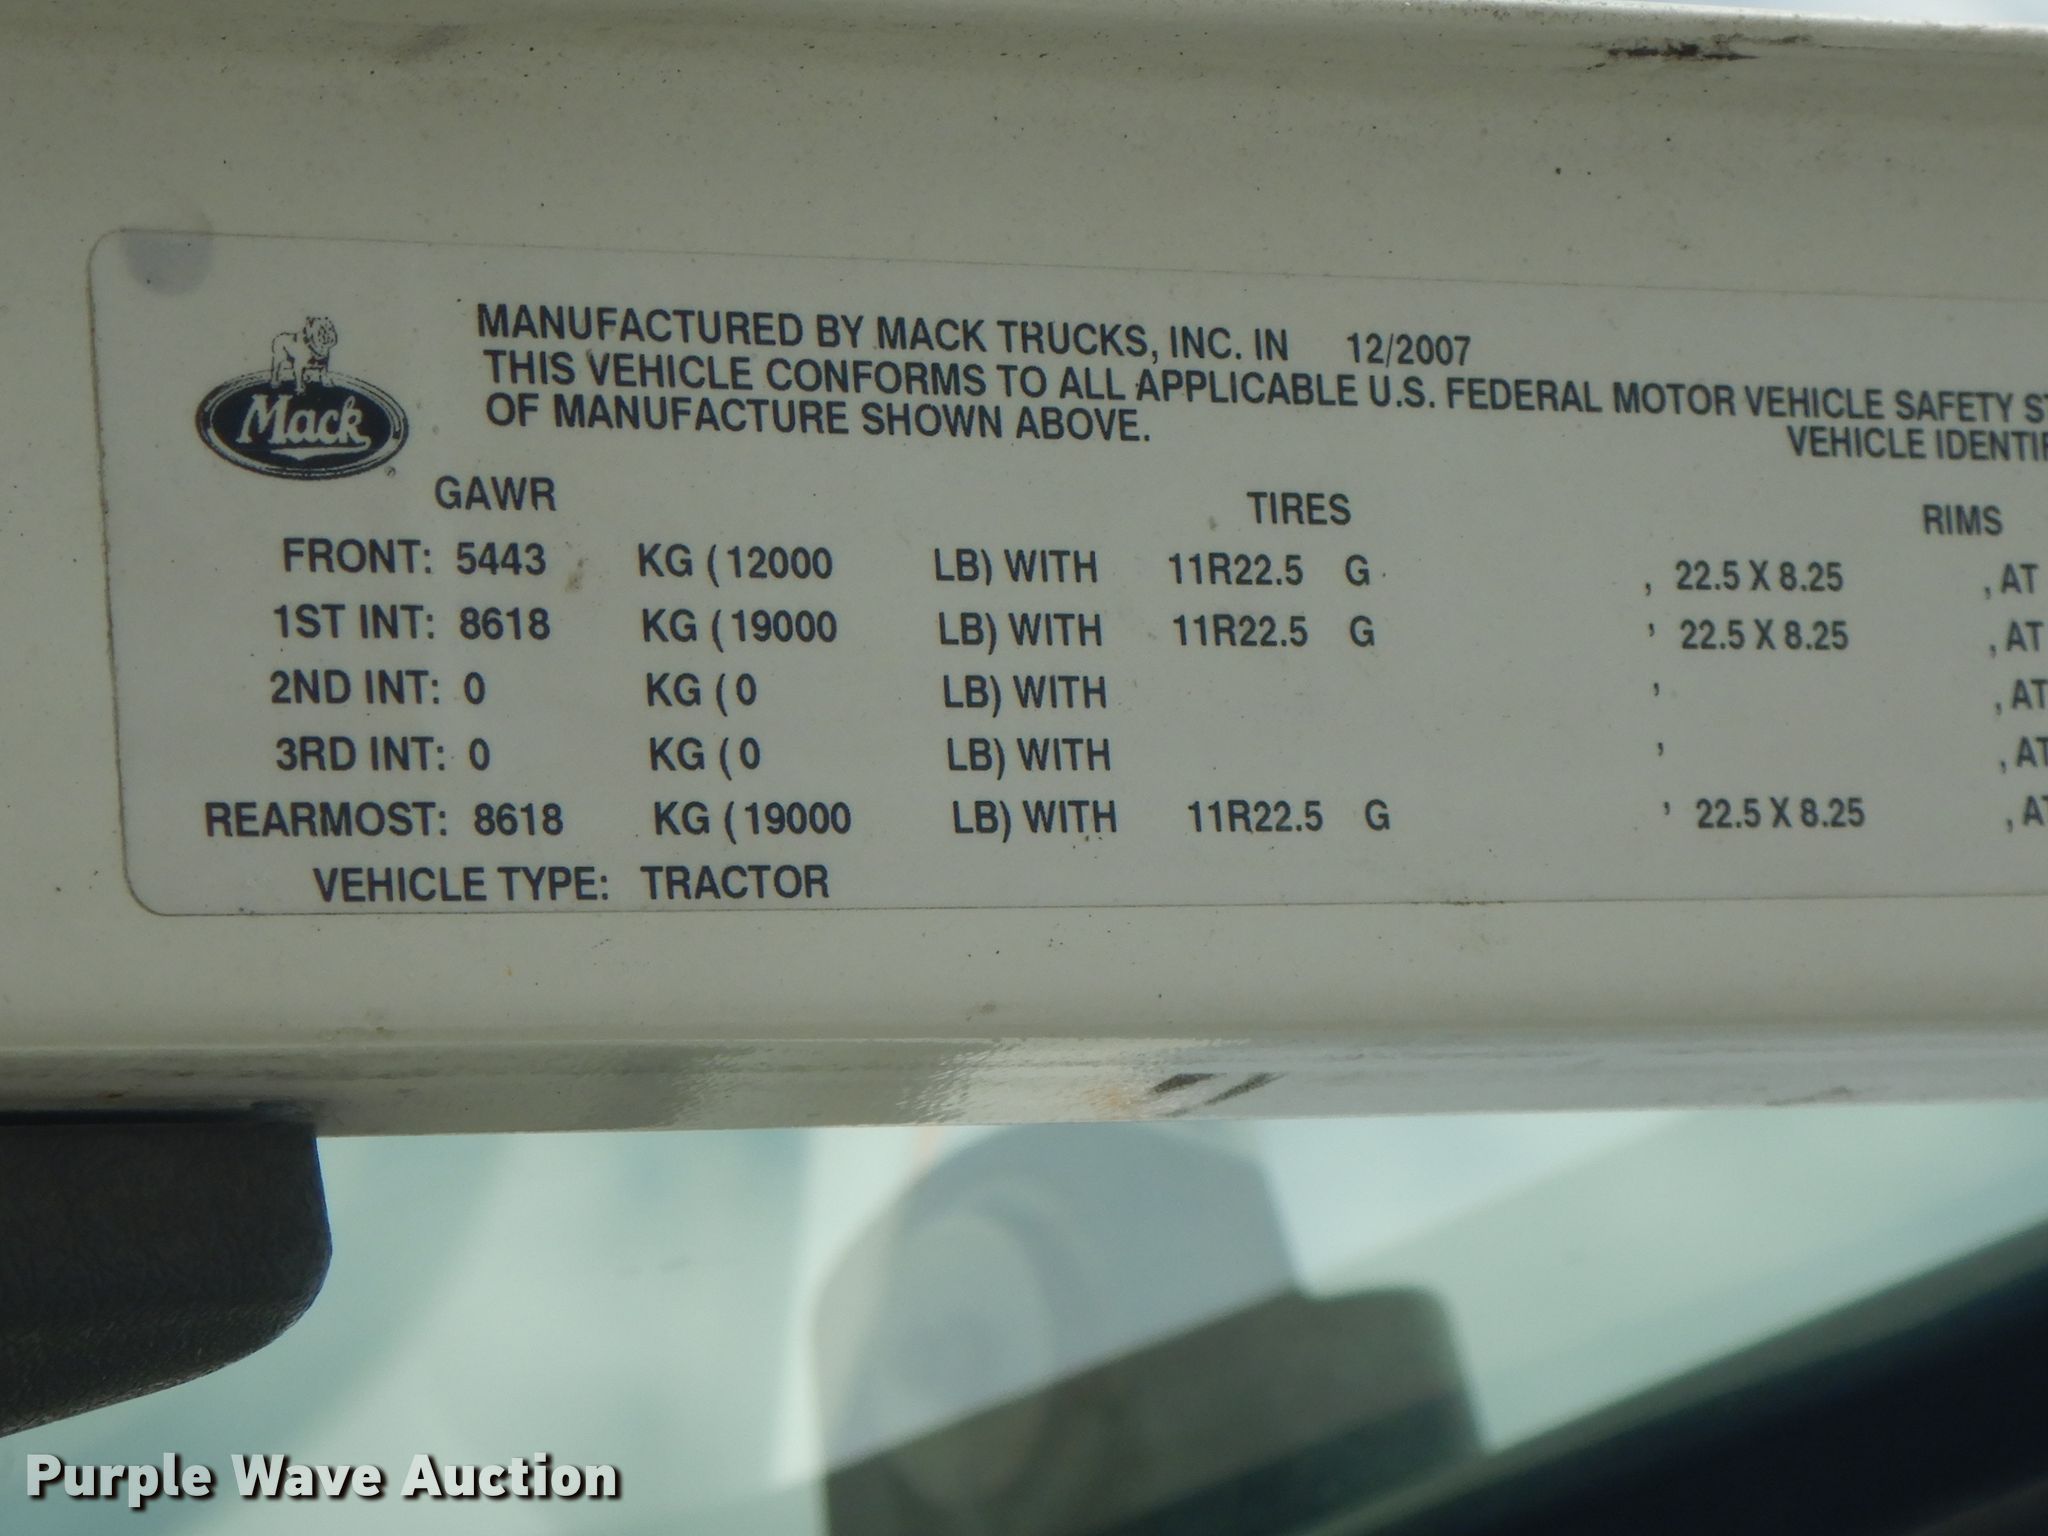 MANUFACTURED BY MACK TRUCKS, INC. IN 12/2007
THIS VEHICLE CONFORMS TO ALL APPLICABLE U.S. FEDERAL MOTOR VEHICLE SAFETY
OF MANUFACTURE SHOWN ABOVE.
VEHICLE
Mack
GAWR TIRES RIMS
FRONT: 5443 KG (12000 LB) WITH 11R22.5 G , 22.5 X 8.25 , AT
1ST INT: 8618 KG (19000 LB) WITH 11R22.5 G , 22.5 X 8.25 , AT
2ND INT: 0 KG (0 LB) WITH , , AT
3RD INT: 0 KG (0 LB) WITH , , AT
REARMOST: 8618 KG (19000 LB) WITH 11R22.5 G , 22.5 X 8.25 , AT
VEHICLE TYPE: TRACTOR
Purple Wave Auction